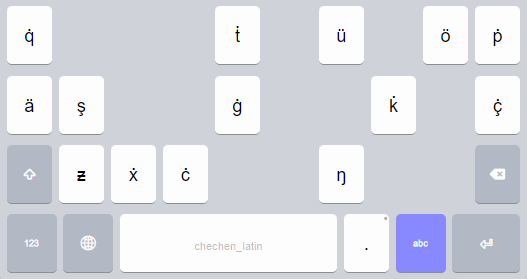 q̇ ṫ ü ö ṗ
ä ş ġ k̇ ç̇
ƶ ẋ ċ ŋ
123 chechen_latin . abc